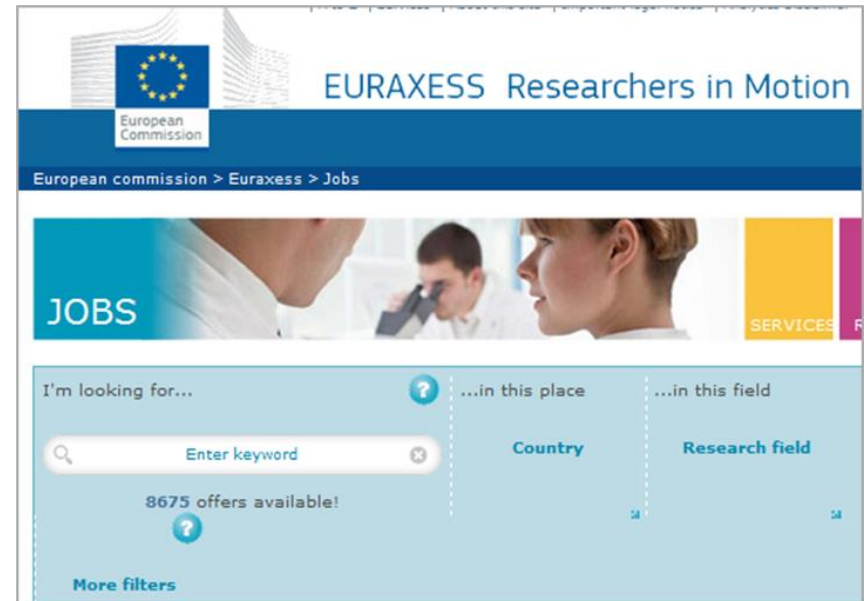 EURAXESS Researchers in Motion
European
Commission
European commission > Euraxess > Jobs
JOBS
SERVICES
I'm looking for...
...in this place
...in this field
Enter keyword
Country
Research field
8675 offers available!
More filters